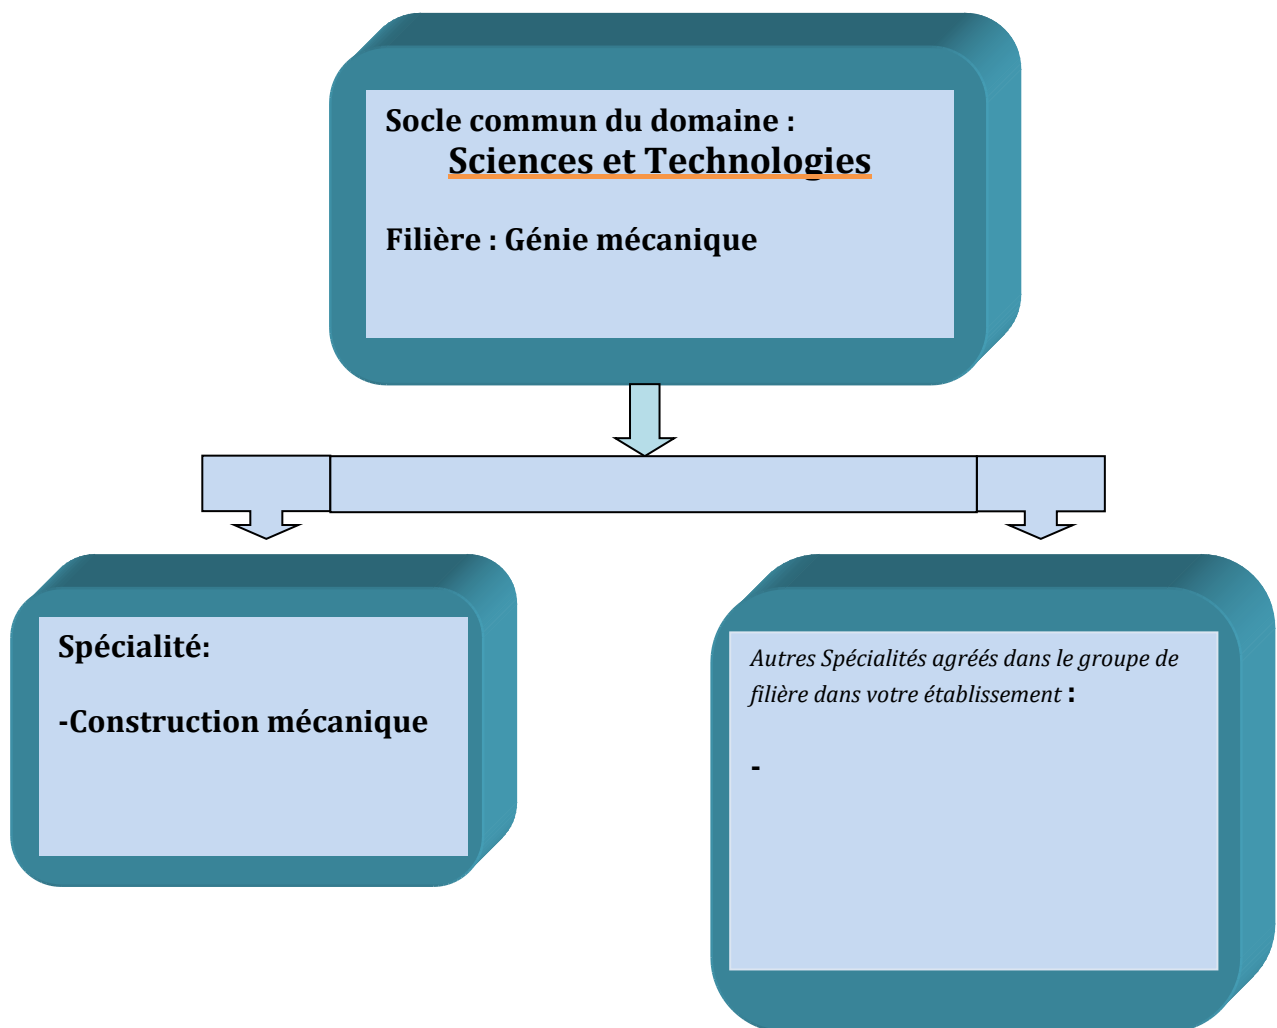 Socle commun du domaine :
Sciences et Technologies
Filière : Génie mécanique
Spécialité:
-Construction mécanique
Autres Spécialités agréés dans le groupe de
filière dans votre établissement :
-